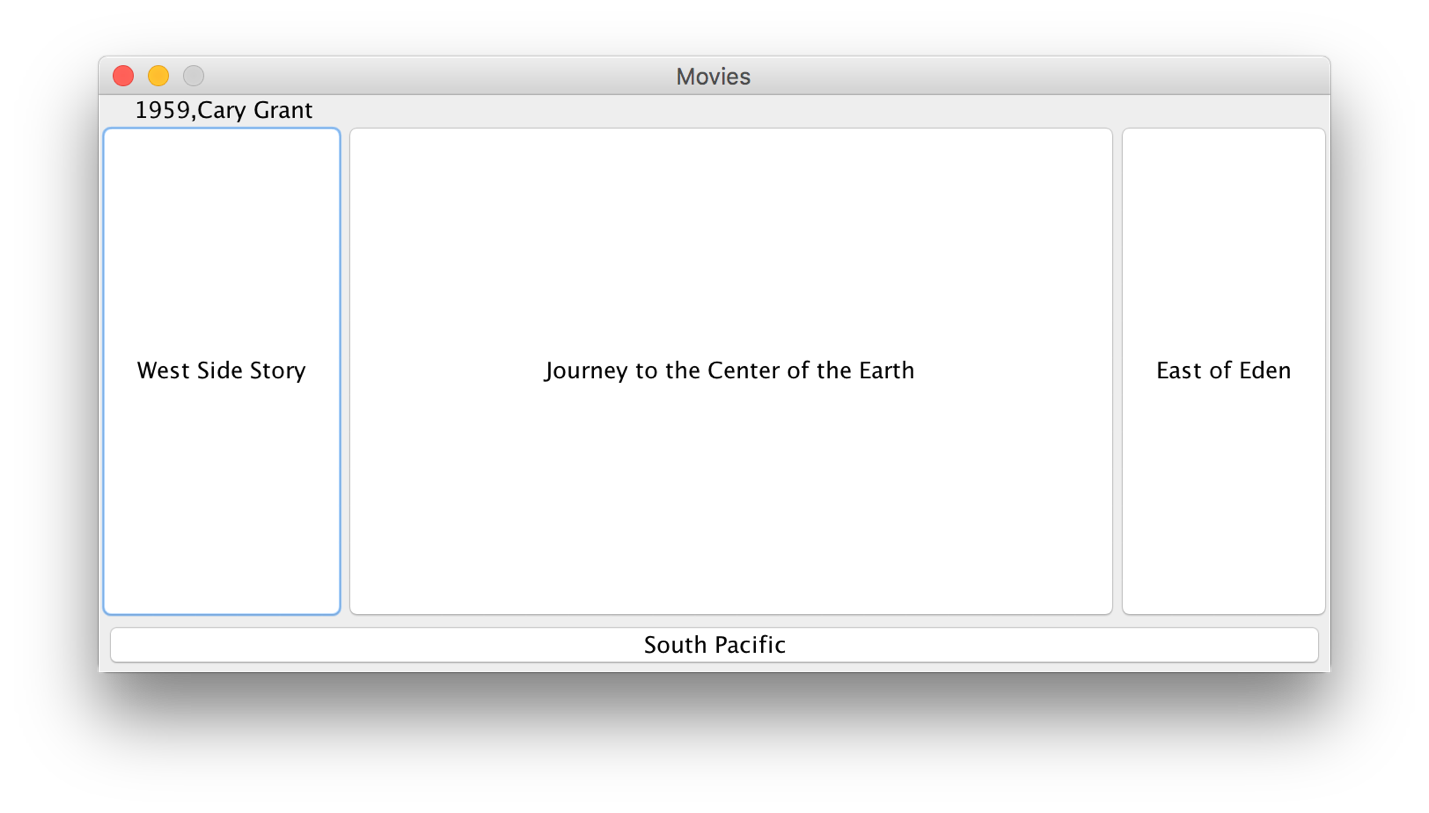 Movies
1959,Cary Grant
West Side Story
Journey to the Center of the Earth
East of Eden
South Pacific